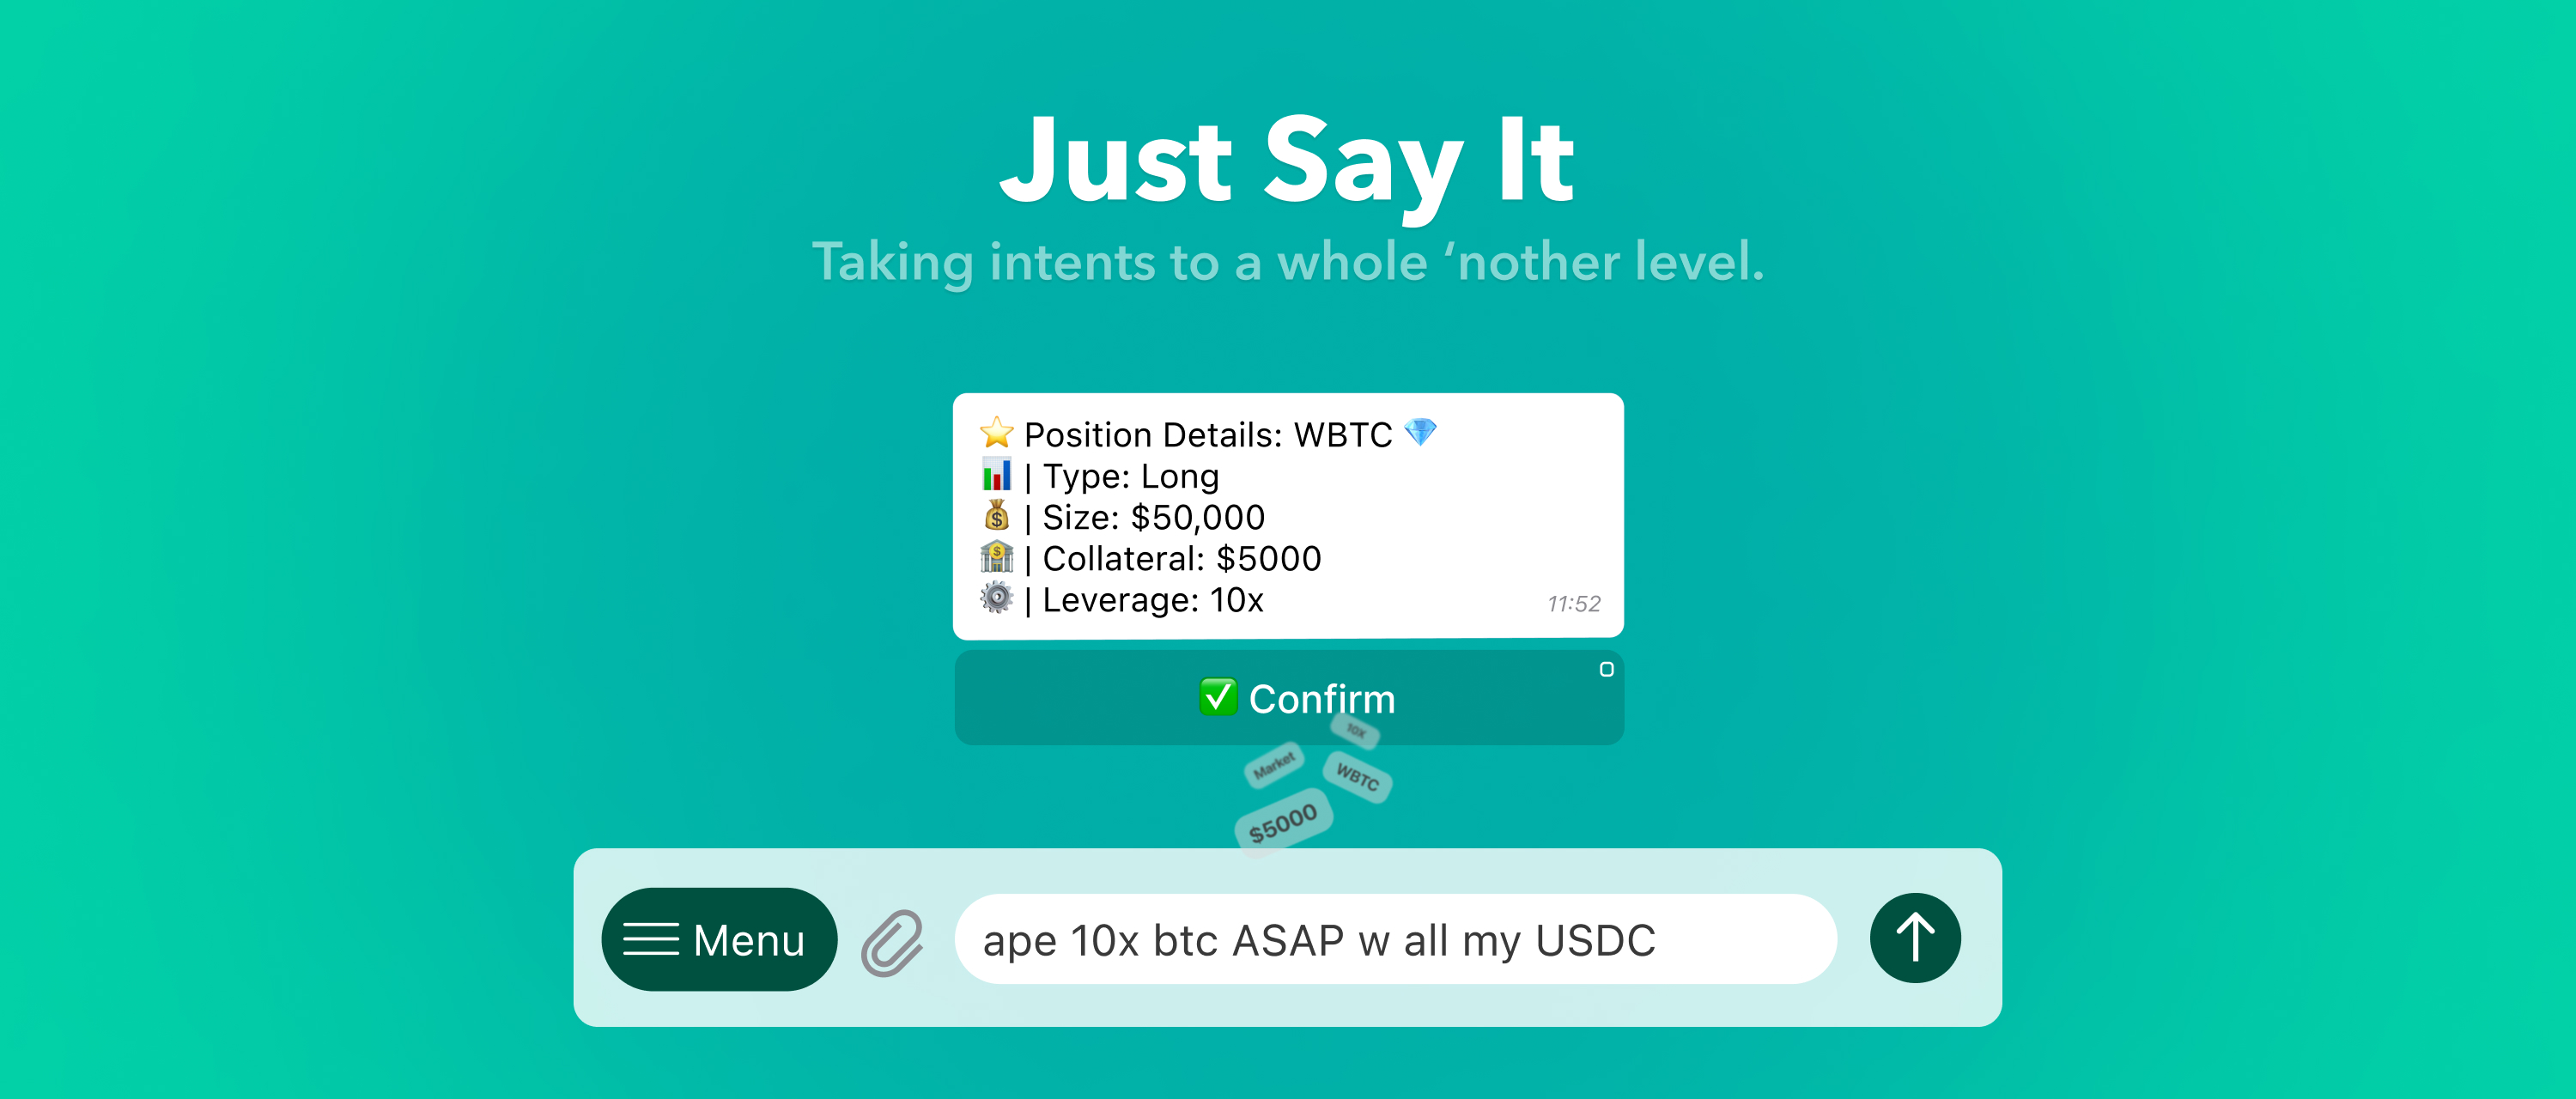 Just Say It
Taking intents to a whole ‘nother level.
⭐ Position Details: WBTC 💎
📊 | Type: Long
💰 | Size: $50,000
🏦 | Collateral: $5000
⚙️ | Leverage: 10x
11:52
✅ Confirm
10x
Market
WBTC
$5000
Menu
ape 10x btc ASAP w all my USDC